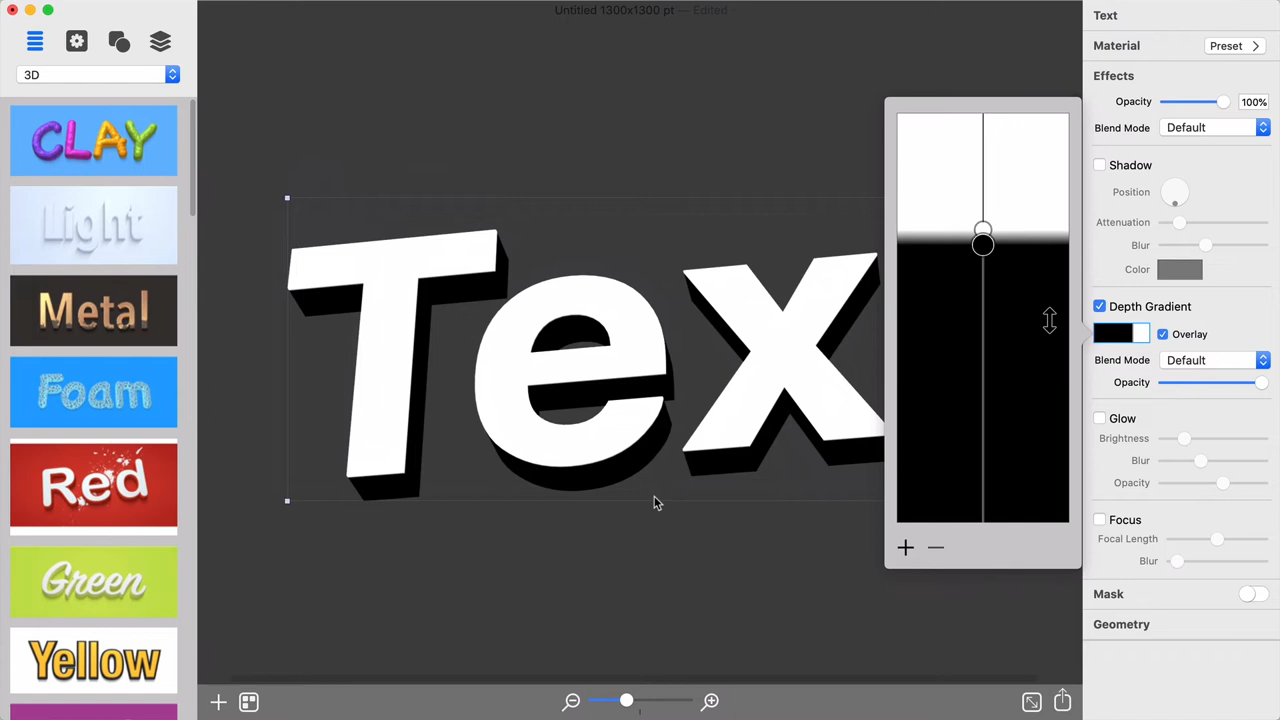 Untitled 1300x1300 pt — Edited
3D
CLAY
Light
Metal
Foam
Red
Green
Yellow
Tex
Text
Material
Preset
Effects
Opacity
100%
Blend Mode
Default
Shadow
Position
Attenuation
Blur
Color
Depth Gradient
Overlay
Blend Mode
Default
Opacity
Glow
Brightness
Blur
Opacity
Focus
Focal Length
Blur
Mask
Geometry